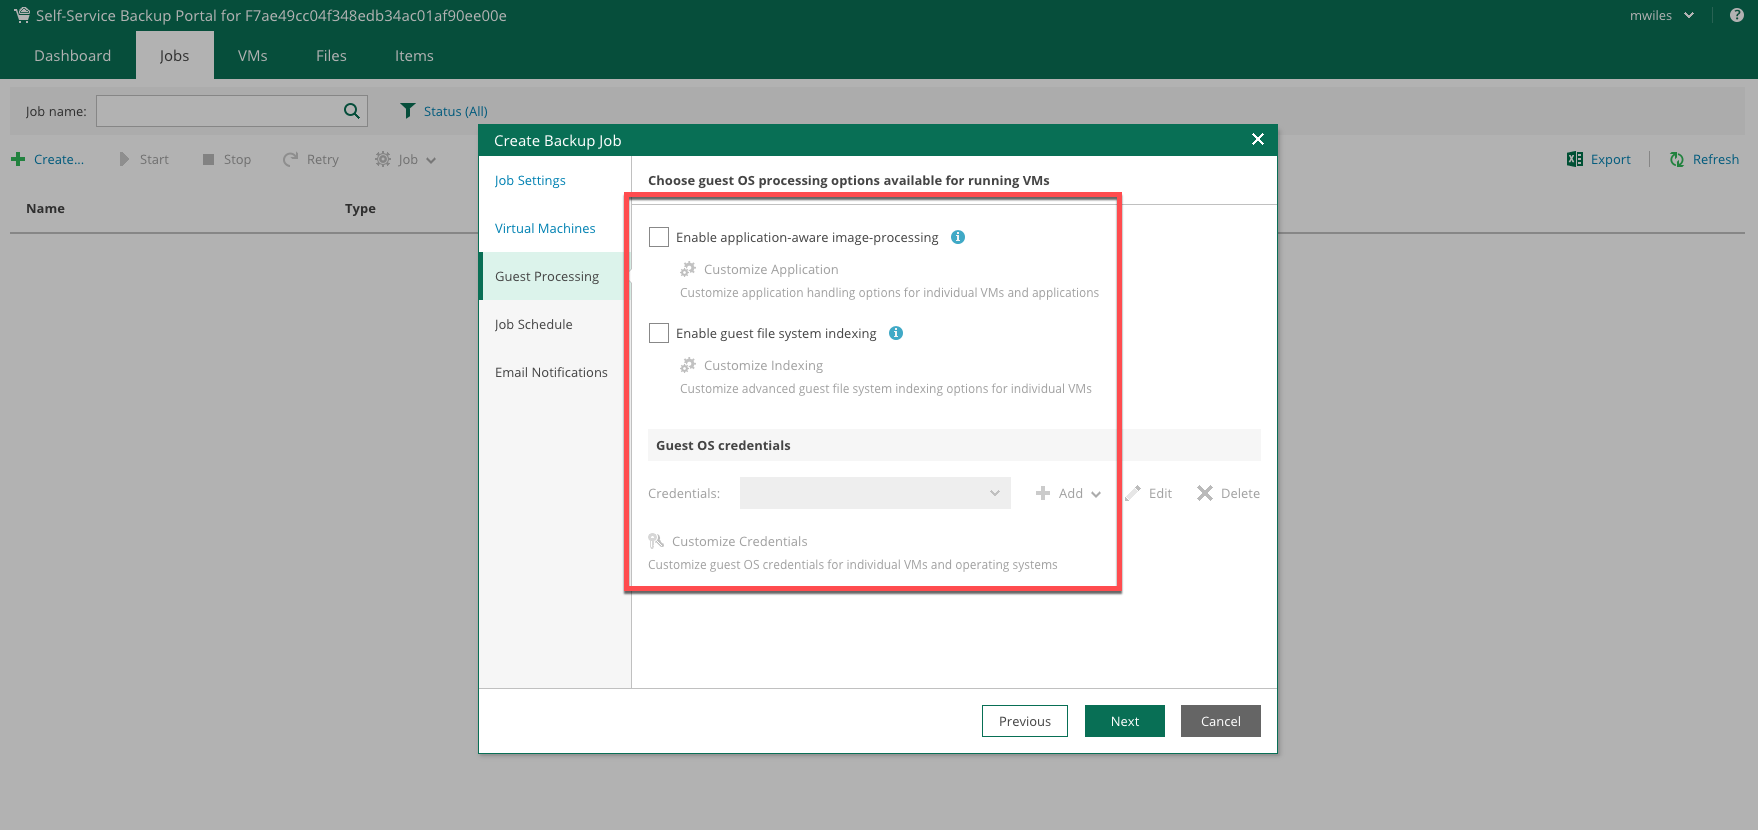 Self-Service Backup Portal for F7ae49cc04f348edb34ac01af90ee00e
mwiles
Dashboard Jobs VMs Files Items
Job name:
Status (All)
Create... Start Stop Retry Job
Export Refresh
Name Type
Create Backup Job
Job Settings
Virtual Machines
Guest Processing
Job Schedule
Email Notifications
Choose guest OS processing options available for running VMs
Enable application-aware image-processing
Customize Application
Customize application handling options for individual VMs and applications
Enable guest file system indexing
Customize Indexing
Customize advanced guest file system indexing options for individual VMs
Guest OS credentials
Credentials: Add Edit Delete
Customize Credentials
Customize guest OS credentials for individual VMs and operating systems
Previous Next Cancel